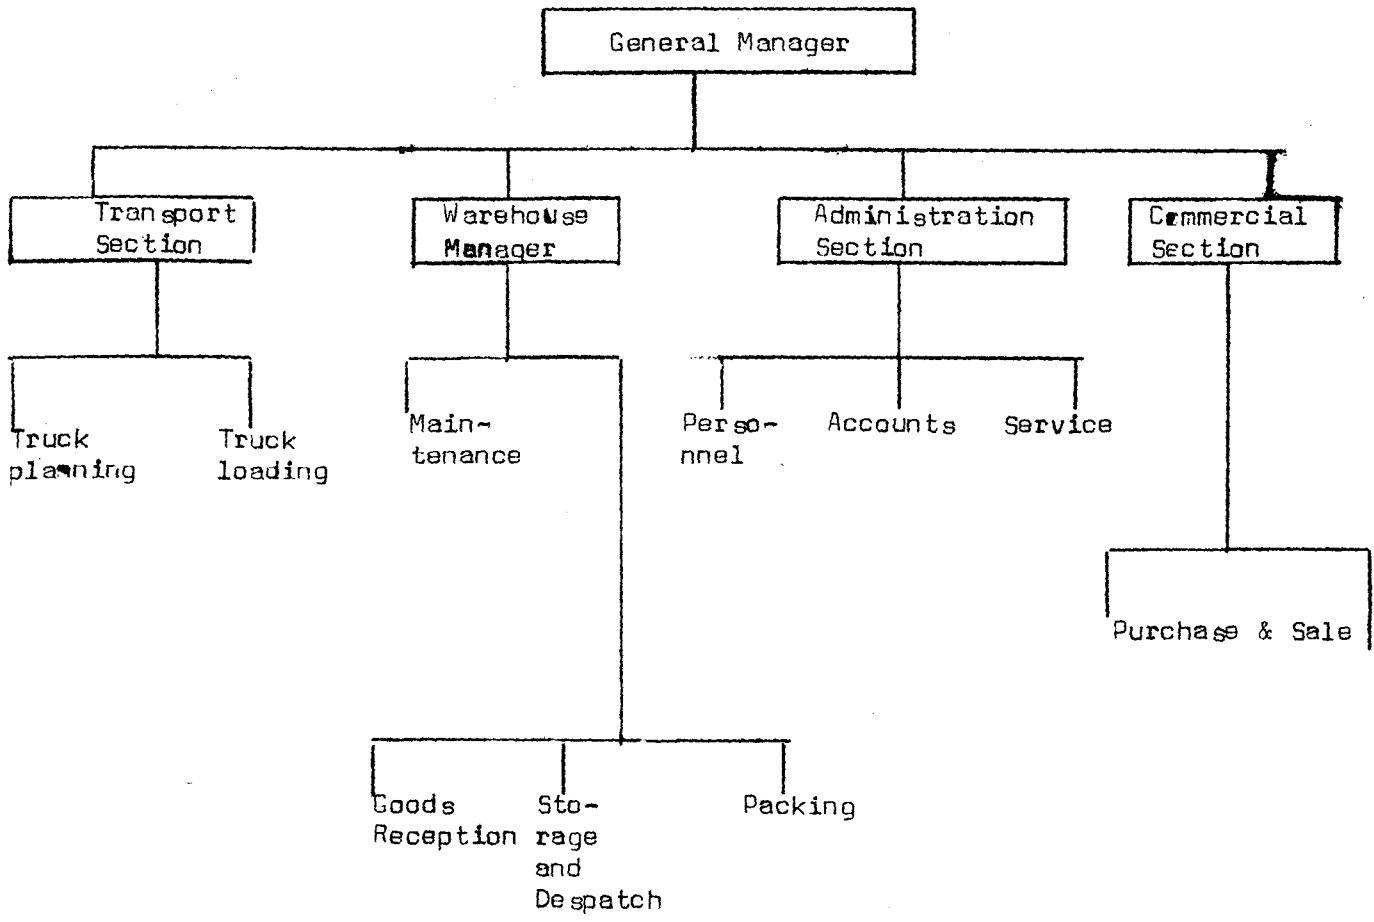 General Manager
Transport
Section
Warehouse
Manager
Administration
Section
Commercial
Section
Truck
planning
Truck
loading
Main-
tenance
Perso-
nnel
Accounts
Service
Purchase & Sale
Goods
Reception
Sto-
rage
and
Despatch
Packing